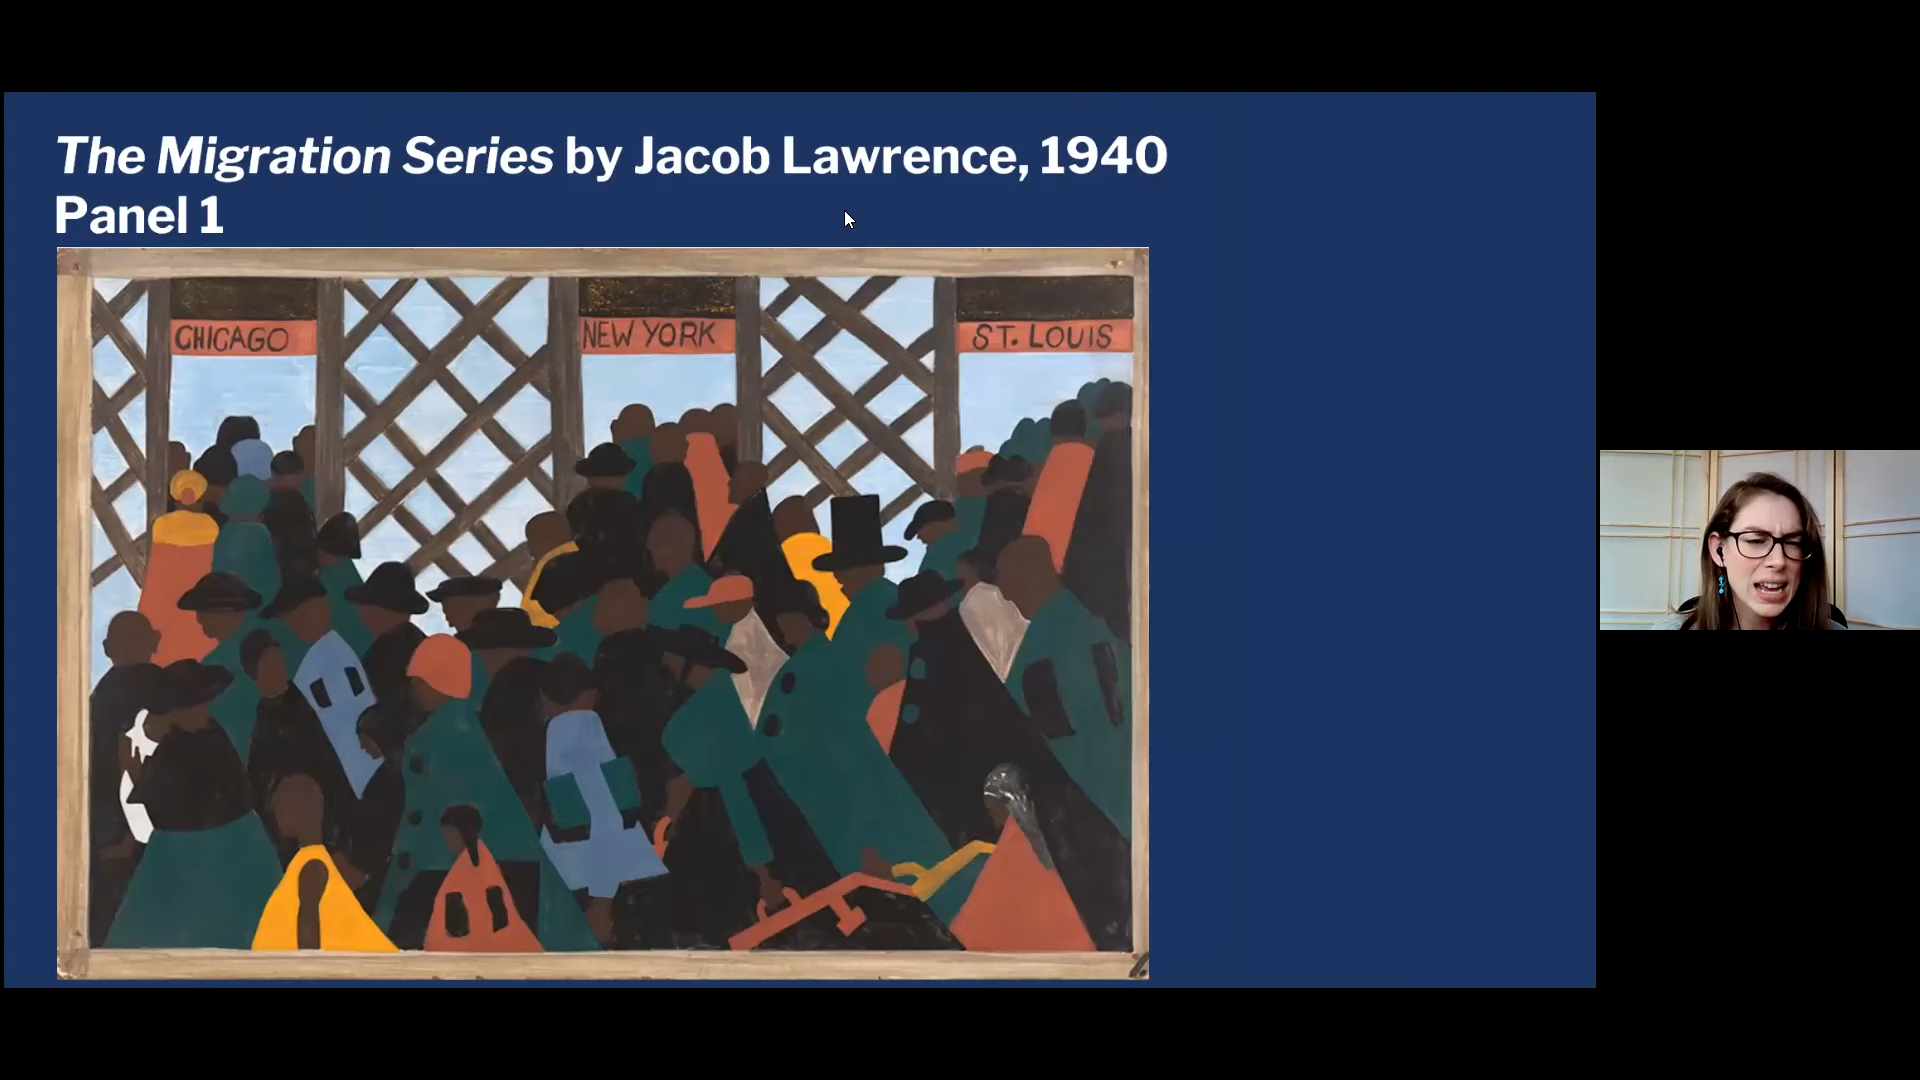 The Migration Series by Jacob Lawrence, 1940
Panel 1
CHICAGO
NEW YORK
ST. LOUIS